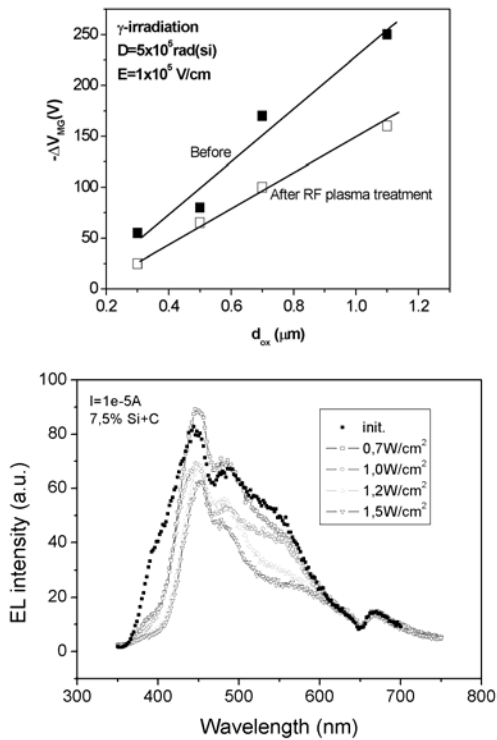 γ-irradiation
D=5x10⁵rad(si)
E=1x10⁵ V/cm
Before
After RF plasma treatment
-ΔV_MG(V)
250
200
150
100
50
0
0.2 0.4 0.6 0.8 1.0 1.2
d_ox (μm)
I=1e-5A
7,5% Si+C
init.
0,7W/cm²
1,0W/cm²
1,2W/cm²
1,5W/cm²
EL intensity (a.u.)
100
80
60
40
20
0
300 400 500 600 700 800
Wavelength (nm)